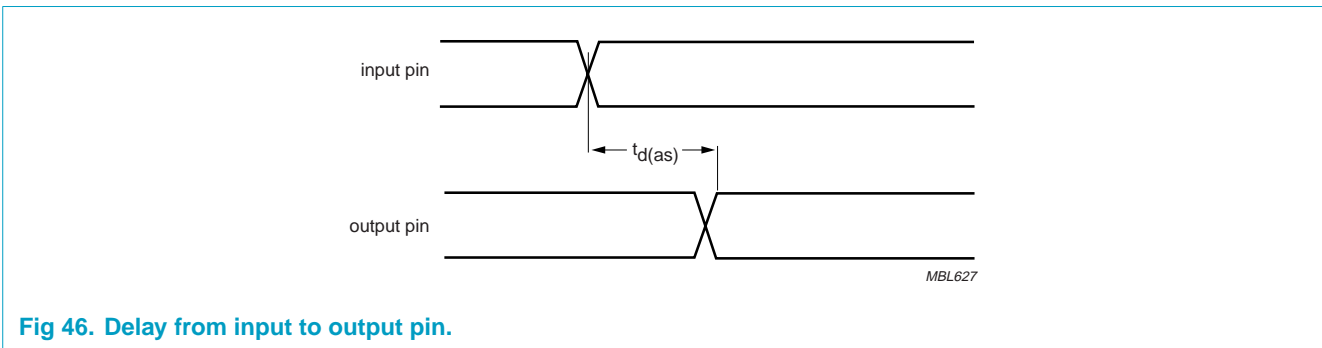 input pin
td(as)
output pin
MBL627
Fig 46. Delay from input to output pin.